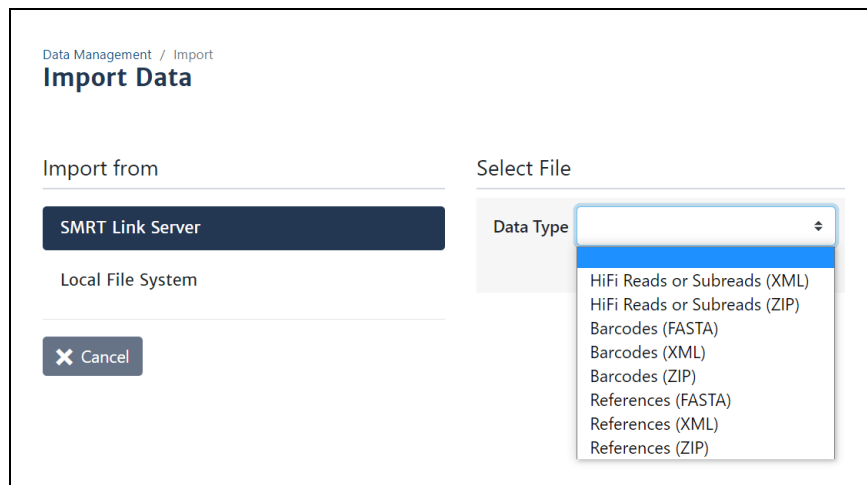 Data Management / Import
Import Data
Import from
SMRT Link Server
Local File System
Cancel
Select File
Data Type
HiFi Reads or Subreads (XML)
HiFi Reads or Subreads (ZIP)
Barcodes (FASTA)
Barcodes (XML)
Barcodes (ZIP)
References (FASTA)
References (XML)
References (ZIP)